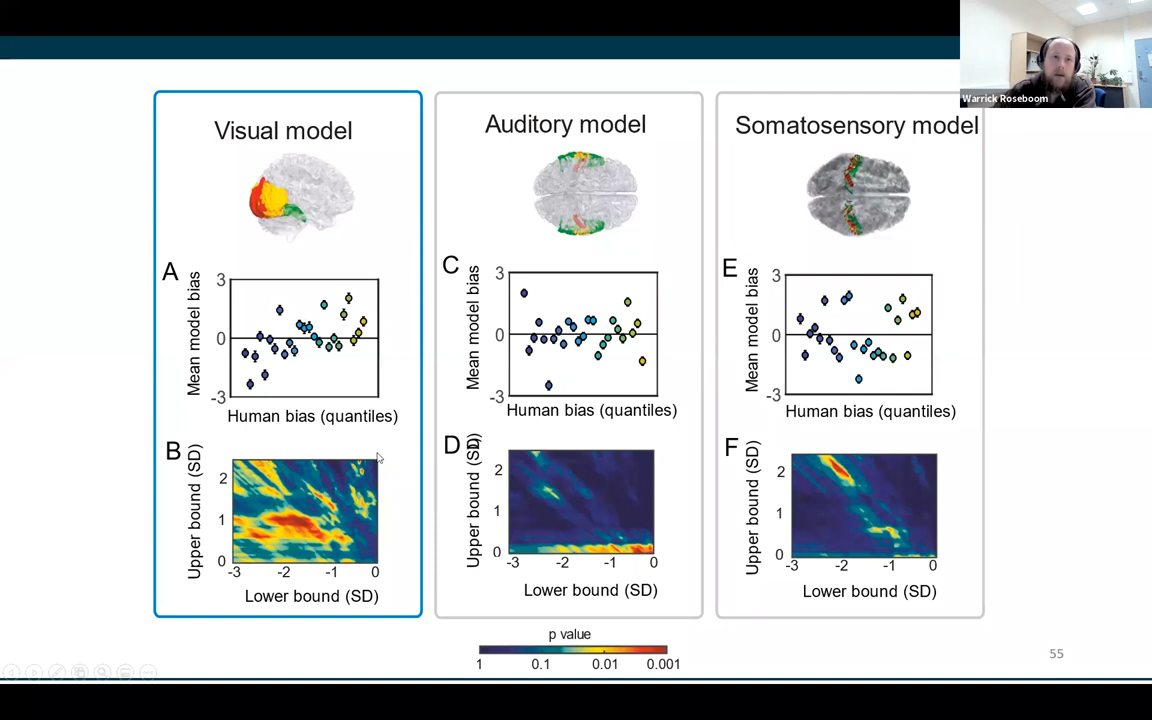 Warrick Roseboom
Visual model
Auditory model
Somatosensory model
A
Mean model bias
3
0
-3
Human bias (quantiles)
C
Mean model bias
3
0
-3
Human bias (quantiles)
E
Mean model bias
3
0
-3
Human bias (quantiles)
B
Upper bound (SD)
2
1
0
-3 -2 -1 0
Lower bound (SD)
D
Upper bound (SD)
2
1
0
-3 -2 -1 0
Lower bound (SD)
F
Upper bound (SD)
2
1
0
-3 -2 -1 0
Lower bound (SD)
p value
1 0.1 0.01 0.001
55